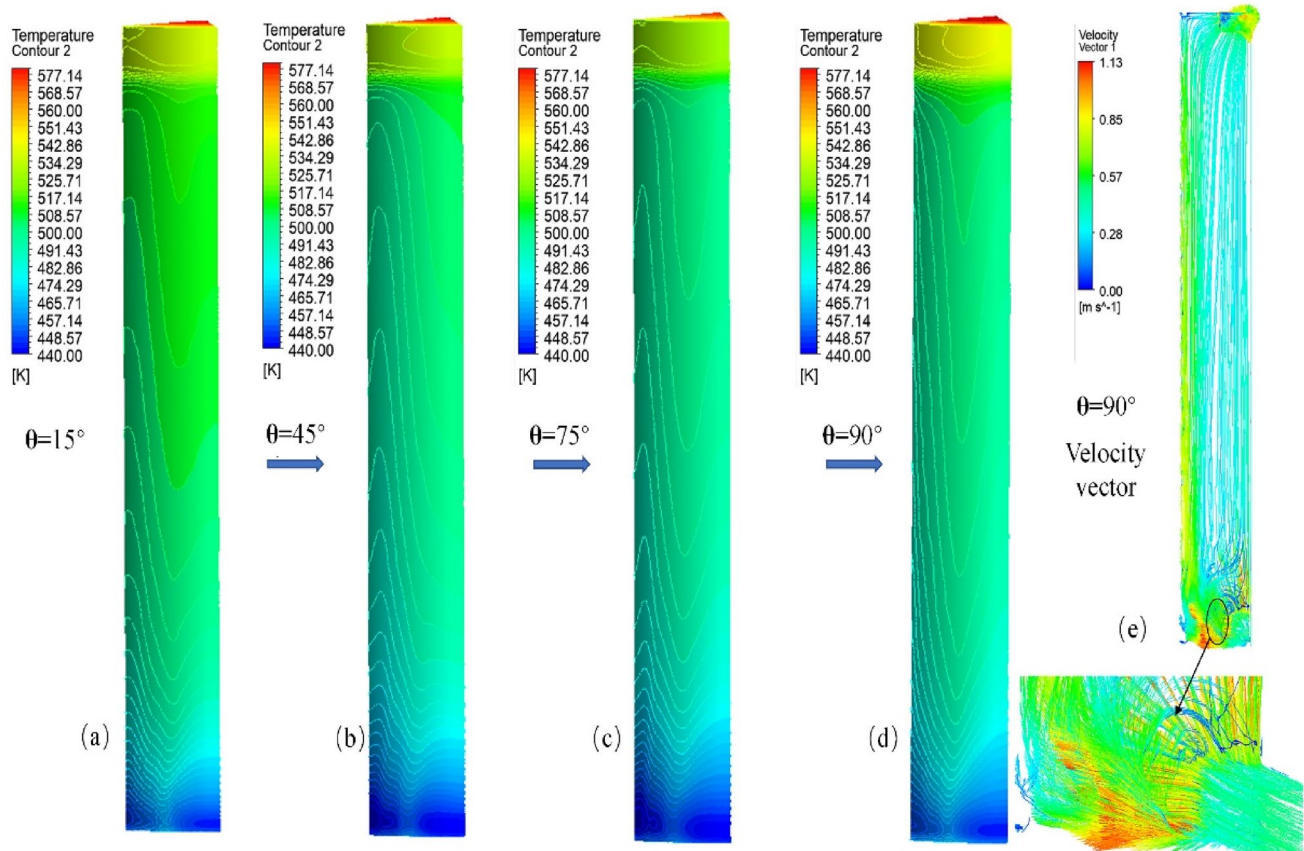 Temperature
Contour 2
577.14
568.57
560.00
551.43
542.86
534.29
525.71
517.14
508.57
500.00
491.43
482.86
474.29
465.71
457.14
448.57
440.00
[K]
θ=15°
(a)
Temperature
Contour 2
577.14
568.57
560.00
551.43
542.86
534.29
525.71
517.14
508.57
500.00
491.43
482.86
474.29
465.71
457.14
448.57
440.00
[K]
θ=45°
(b)
Temperature
Contour 2
577.14
568.57
560.00
551.43
542.86
534.29
525.71
517.14
508.57
500.00
491.43
482.86
474.29
465.71
457.14
448.57
440.00
[K]
θ=75°
(c)
Temperature
Contour 2
577.14
568.57
560.00
551.43
542.86
534.29
525.71
517.14
508.57
500.00
491.43
482.86
474.29
465.71
457.14
448.57
440.00
[K]
θ=90°
(d)
Velocity
Vector 1
1.13
0.85
0.57
0.28
0.00
[m s^-1]
θ=90°
Velocity
vector
(e)